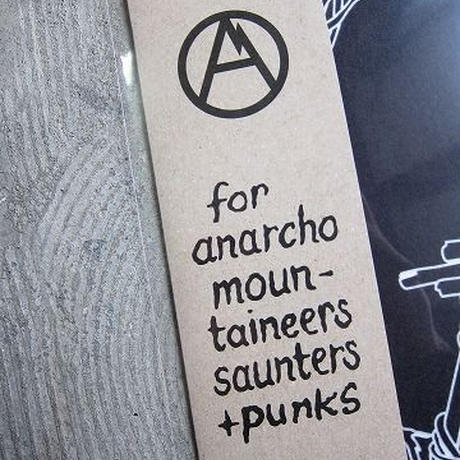 for
anarcho
moun-
taineers
saunters
+punks